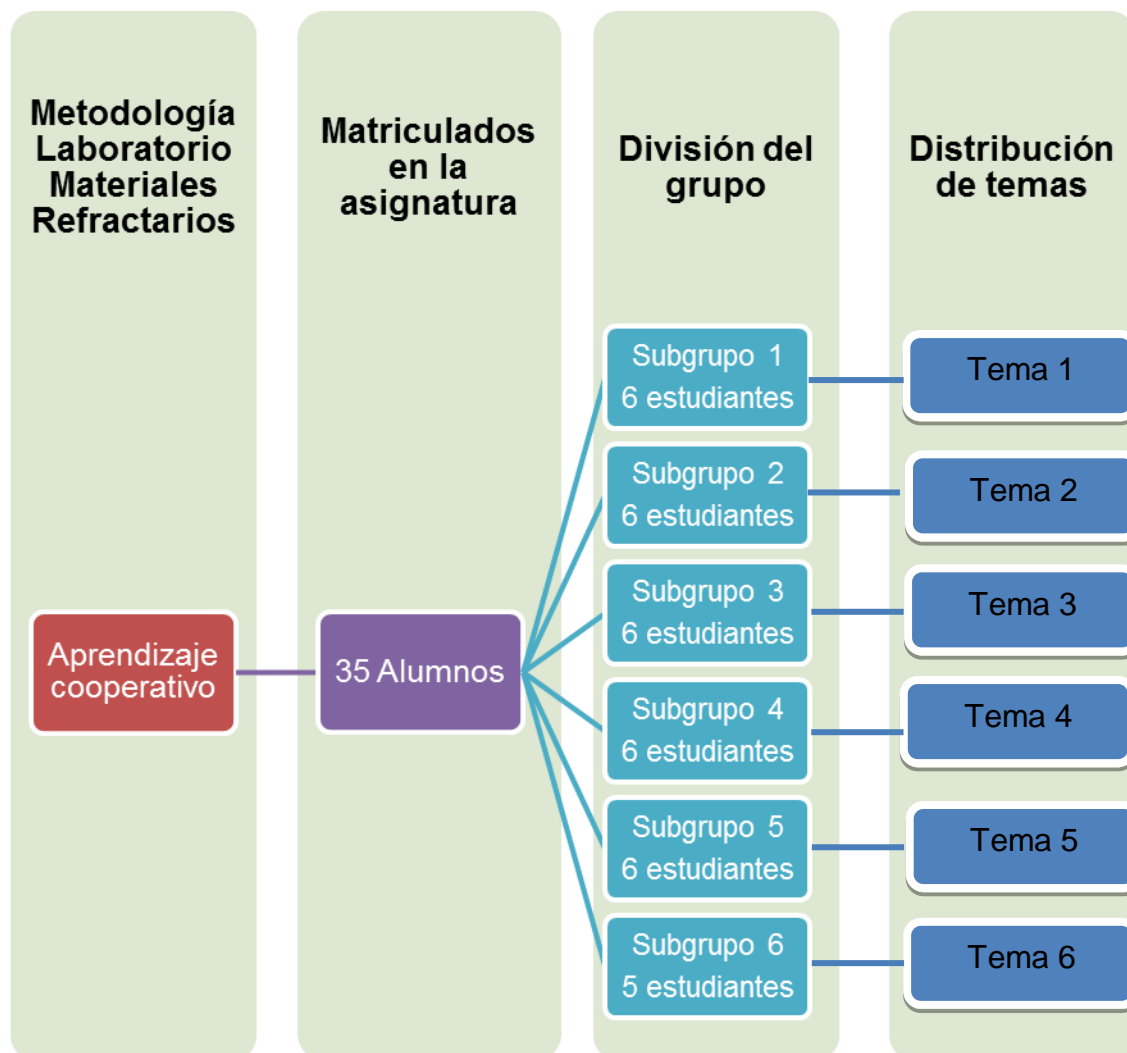 Metodología
Laboratorio
Materiales
Refractarios
Matriculados
en la
asignatura
División del
grupo
Distribución
de temas
Aprendizaje
cooperativo
35 Alumnos
Subgrupo 1
6 estudiantes
Subgrupo 2
6 estudiantes
Subgrupo 3
6 estudiantes
Subgrupo 4
6 estudiantes
Subgrupo 5
6 estudiantes
Subgrupo 6
5 estudiantes
Tema 1
Tema 2
Tema 3
Tema 4
Tema 5
Tema 6